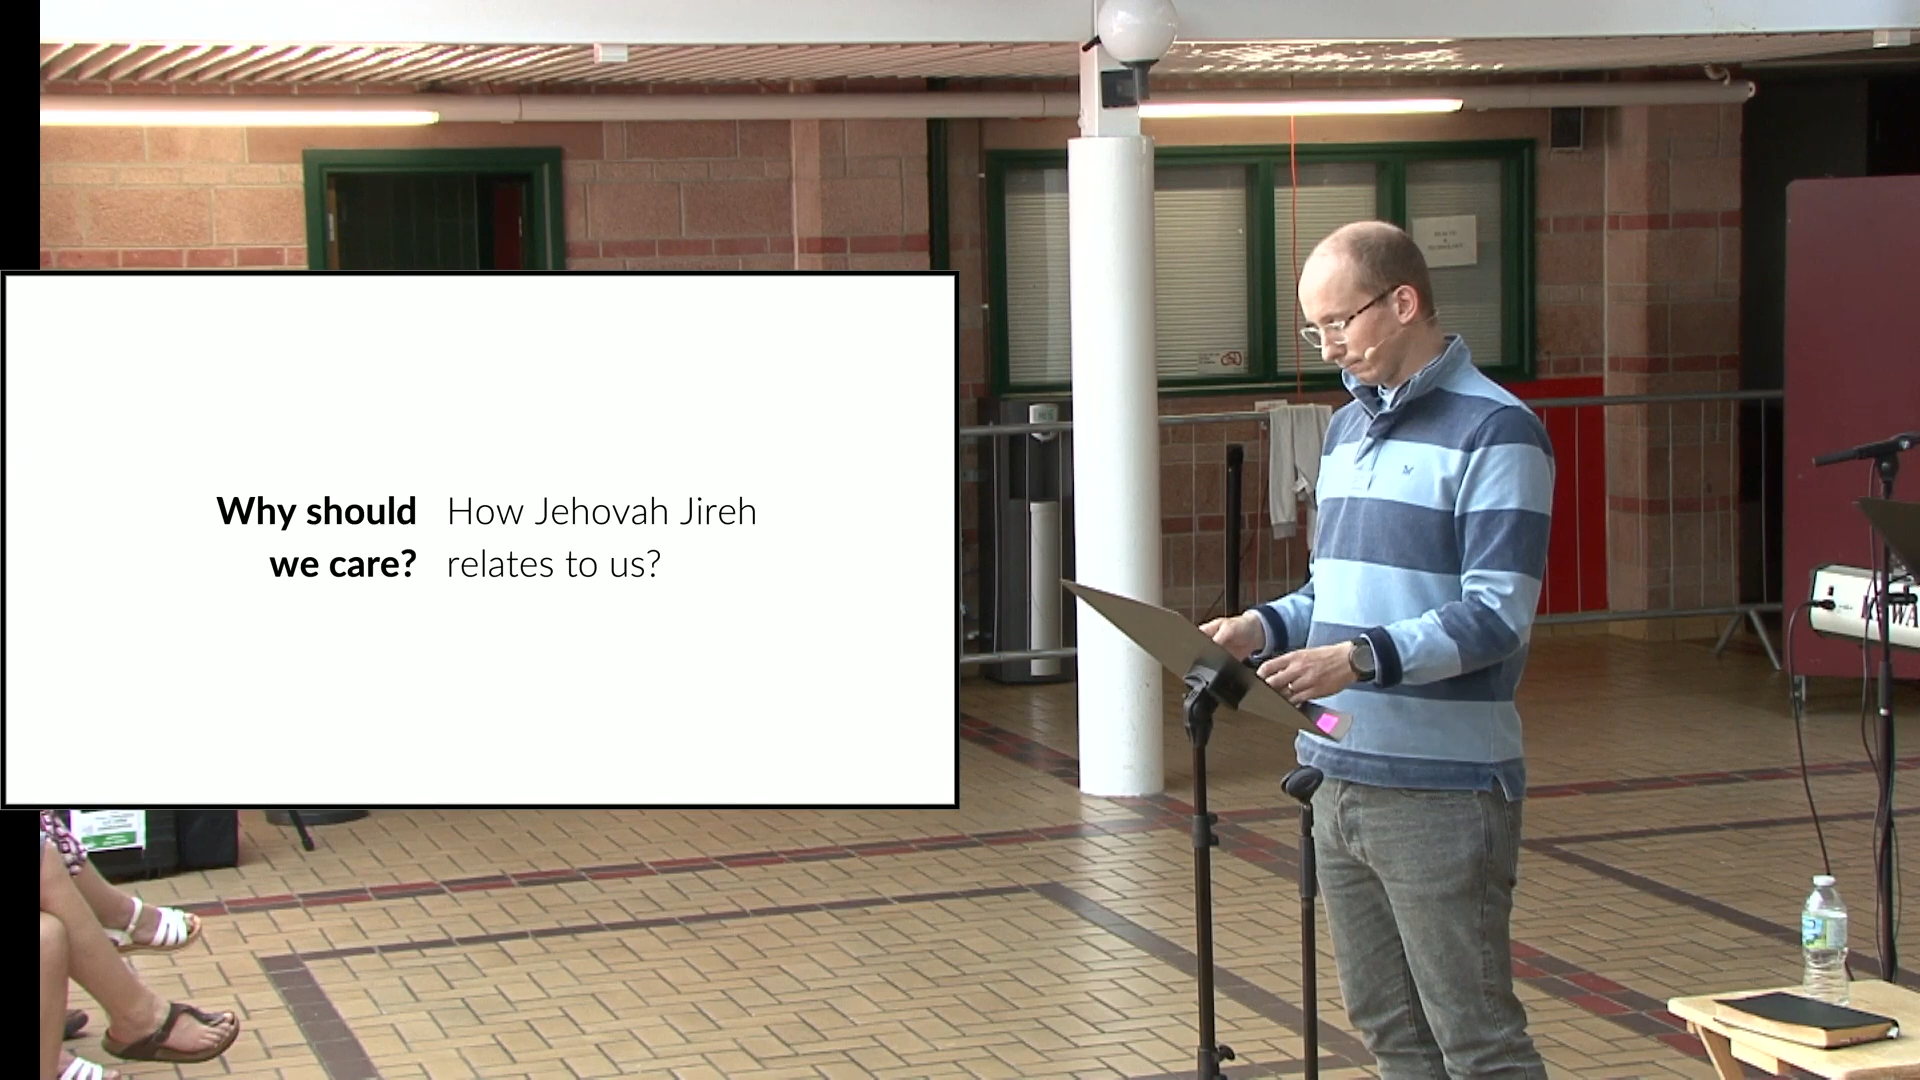 Why should
we care?
How Jehovah Jireh
relates to us?